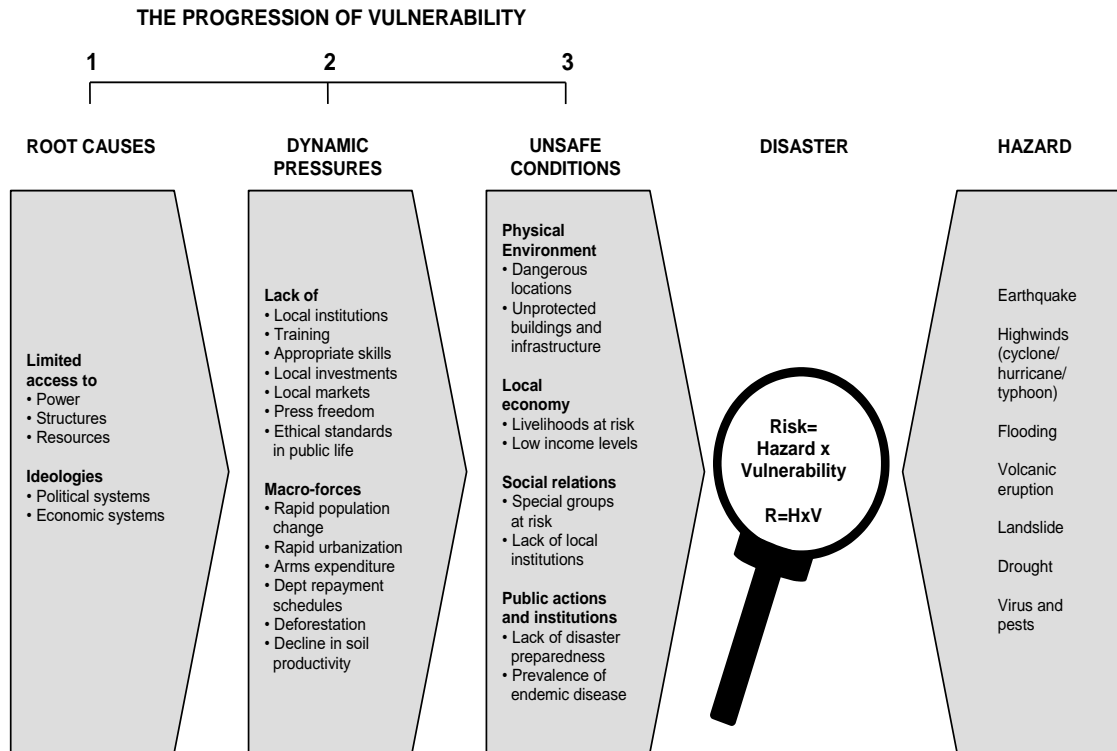 THE PROGRESSION OF VULNERABILITY
1
2
3
ROOT CAUSES
Limited
access to
• Power
• Structures
• Resources
Ideologies
• Political systems
• Economic systems
DYNAMIC
PRESSURES
Lack of
• Local institutions
• Training
• Appropriate skills
• Local investments
• Local markets
• Press freedom
• Ethical standards
in public life
Macro-forces
• Rapid population
change
• Rapid urbanization
• Arms expenditure
• Dept repayment
schedules
• Deforestation
• Decline in soil
productivity
UNSAFE
CONDITIONS
Physical
Environment
• Dangerous
locations
• Unprotected
buildings and
infrastructure
Local
economy
• Livelihoods at risk
• Low income levels
Social relations
• Special groups
at risk
• Lack of local
institutions
Public actions
and institutions
• Lack of disaster
preparedness
• Prevalence of
endemic disease
DISASTER
Risk=
Hazard x
Vulnerability
R=HxV
HAZARD
Earthquake
Highwinds
(cyclone/
hurricane/
typhoon)
Flooding
Volcanic
eruption
Landslide
Drought
Virus and
pests